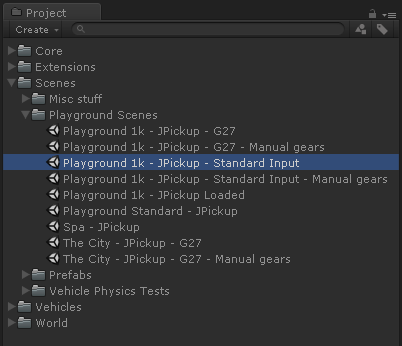 Project
Create
Core
Extensions
Scenes
Misc stuff
Playground Scenes
Playground 1k - JPickup - G27
Playground 1k - JPickup - G27 - Manual gears
Playground 1k - JPickup - Standard Input
Playground 1k - JPickup - Standard Input - Manual gears
Playground 1k - JPickup Loaded
Playground Standard - JPickup
Spa - JPickup
The City - JPickup - G27
The City - JPickup - G27 - Manual gears
Prefabs
Vehicle Physics Tests
Vehicles
World